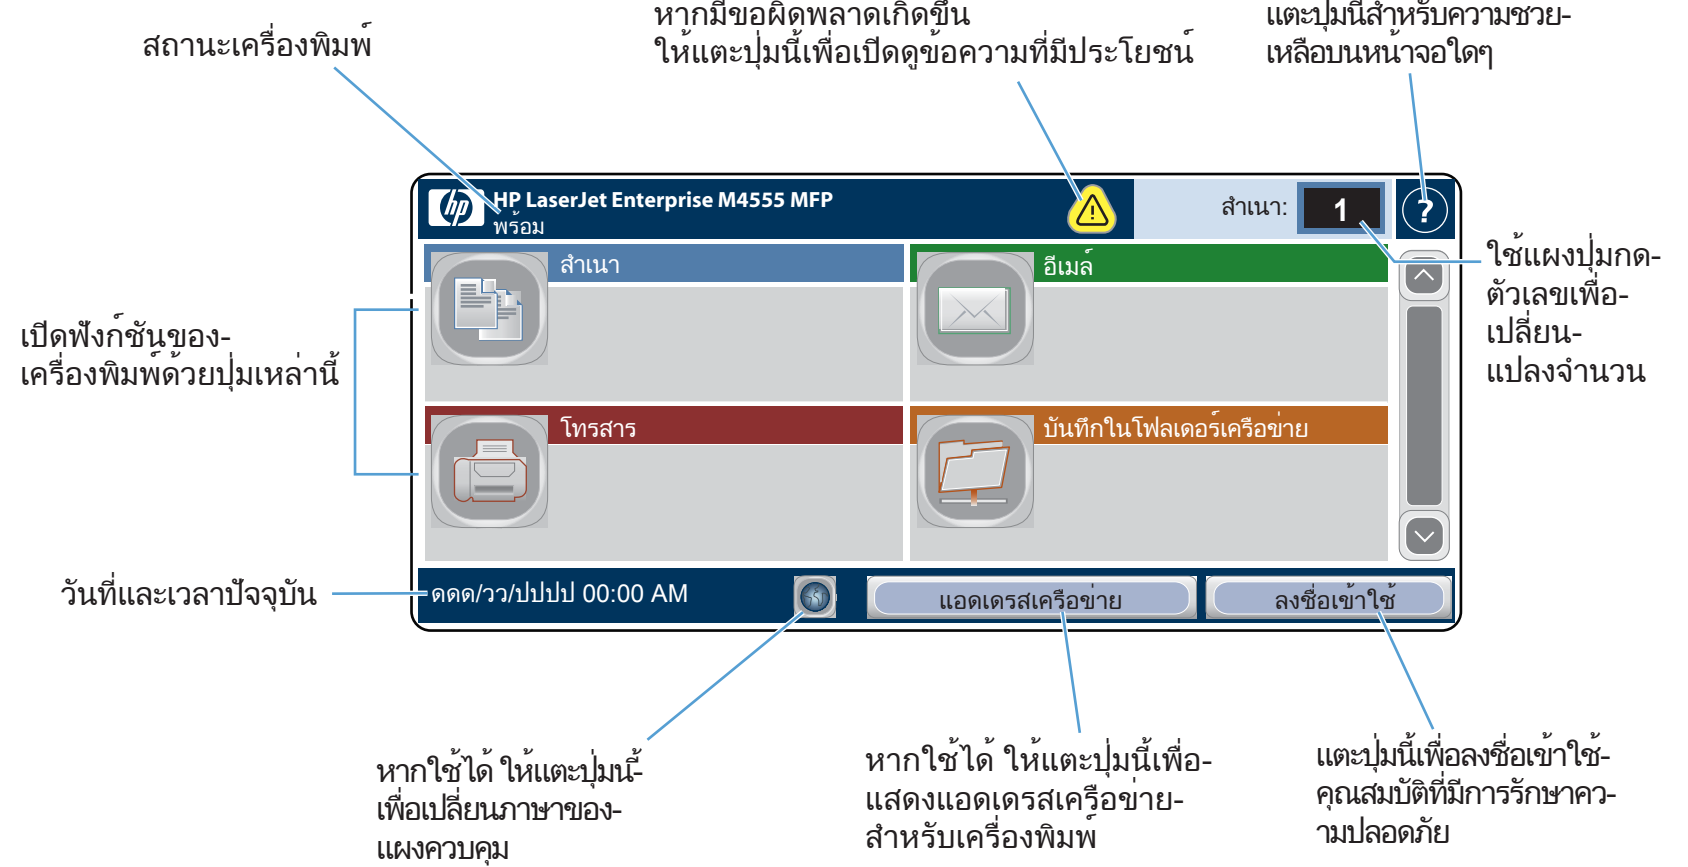 หากมีข้อผิดพลาดเกิดขึ้น
ให้แตะปุ่มนี้เพื่อเปิดดูข้อความที่มีประโยชน์
แตะปุ่มนี้สำหรับความช่วย-
เหลือบนหน้าจอใดๆ
สถานะเครื่องพิมพ์
hp
HP LaserJet Enterprise M4555 MFP
พร้อม
สำเนา:
1
?
สำเนา
อีเมล์
ใช้แผงปุ่มกด-
ตัวเลขเพื่อ-
เปลี่ยน-
แปลงจำนวน
เปิดฟังก์ชันของ-
เครื่องพิมพ์ด้วยปุ่มเหล่านี้
โทรสาร
บันทึกในโฟลเดอร์เครือข่าย
วันที่และเวลาปัจจุบัน
ดดด/วว/ปปปป 00:00 AM
แอดเดรสเครือข่าย
ลงชื่อเข้าใช้
หากใช้ได้ ให้แตะปุ่มนี้-
เพื่อเปลี่ยนภาษาของ-
แผงควบคุม
หากใช้ได้ ให้แตะปุ่มนี้เพื่อ-
แสดงแอดเดรสเครือข่าย-
สำหรับเครื่องพิมพ์
แตะปุ่มนี้เพื่อลงชื่อเข้าใช้-
คุณสมบัติที่มีการรักษาคว-
ามปลอดภัย